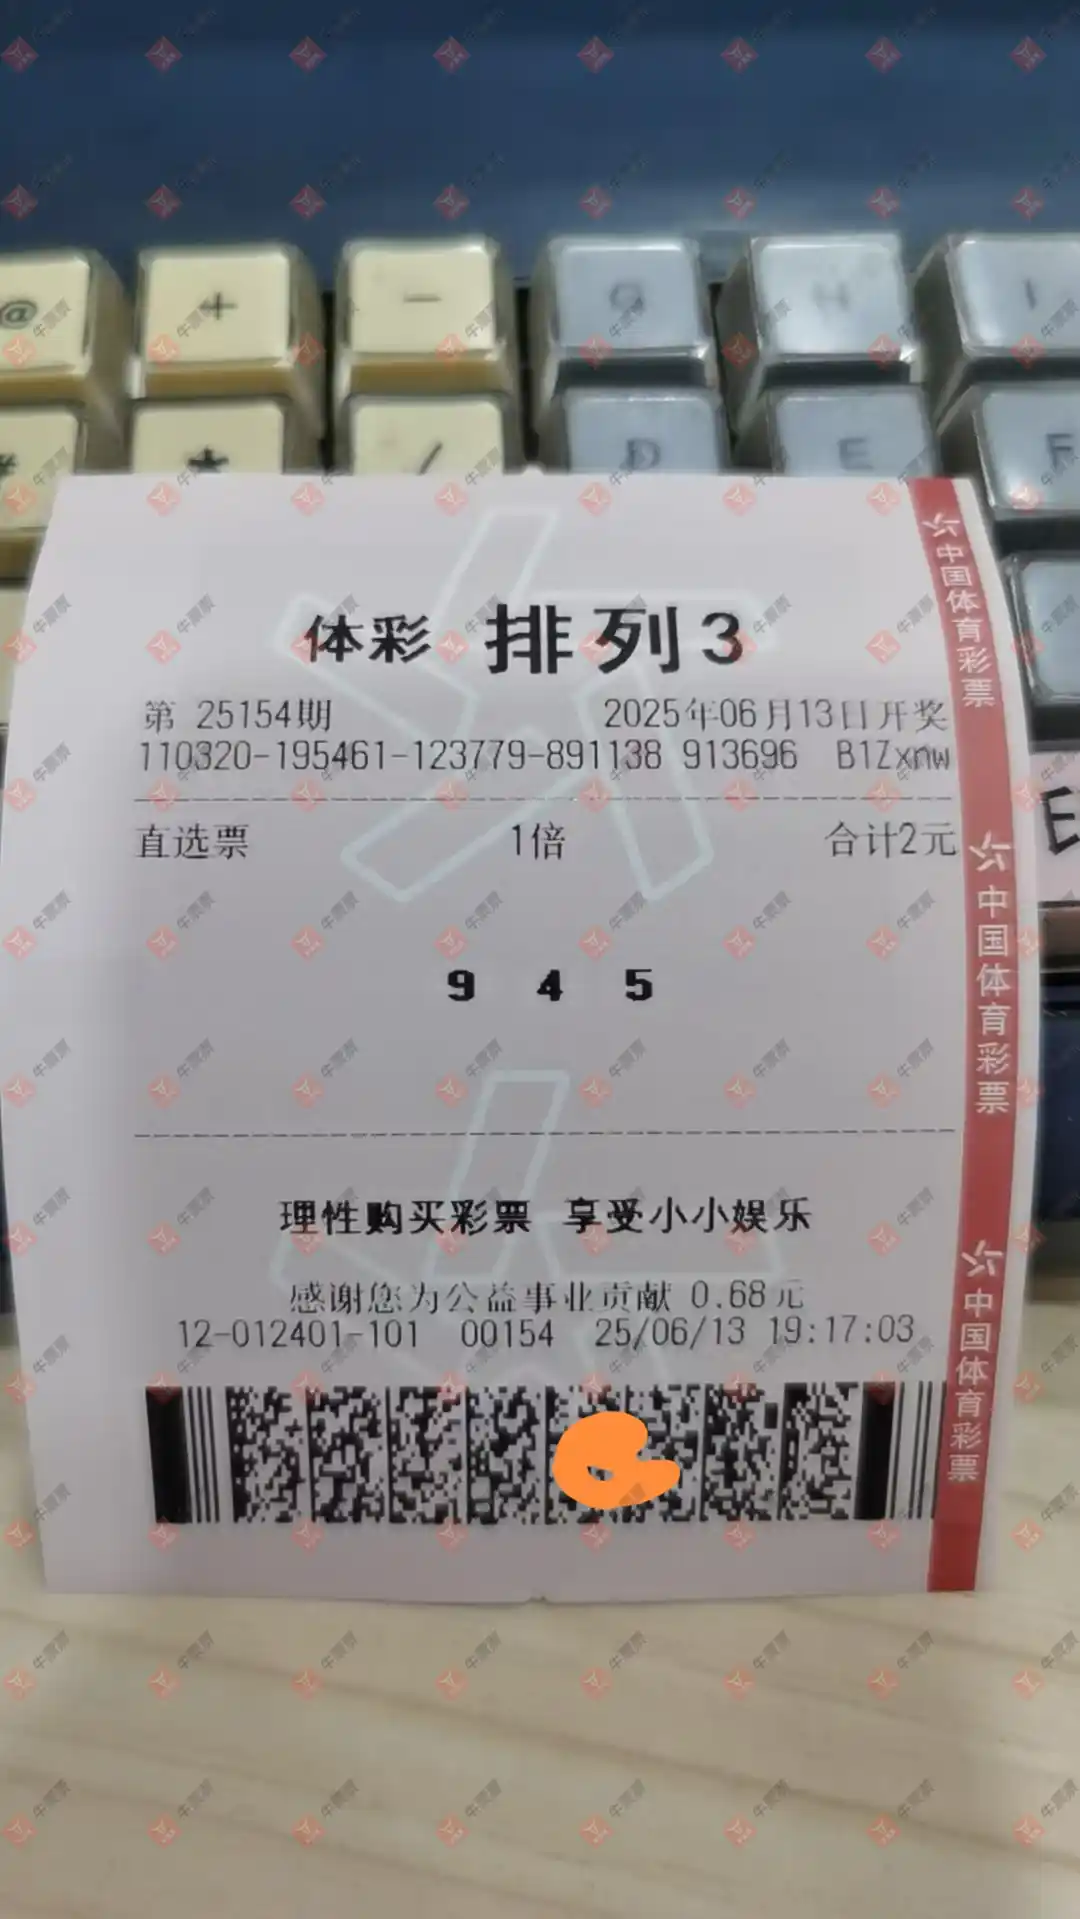 @ + - G H I
# * / D E F
体彩 排列3
第 25154期 2025年06月13日开奖
110320-195461-123779-891138 913696 B1Zxnw
直选票 1倍 合计2元
9 4 5
理性购买彩票 享受小小娱乐
感谢您为公益事业贡献 0.68元
12-012401-101 00154 25/06/13 19:17:03
中国体育彩票
中国体育彩票
中国体育彩票
牛票票